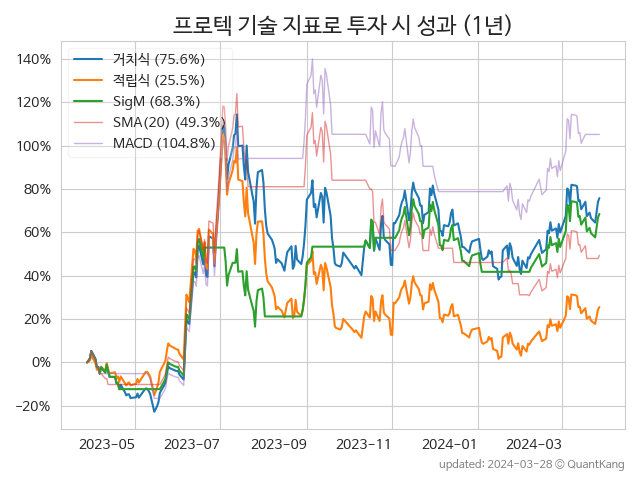 프로텍 기술 지표로 투자 시 성과 (1년)
140%
120%
100%
80%
60%
40%
20%
0%
−20%
거치식 (75.6%)
적립식 (25.5%)
SigM (68.3%)
SMA(20) (49.3%)
MACD (104.8%)
2023-05 2023-07 2023-09 2023-11 2024-01 2024-03
updated: 2024-03-28 © QuantKang